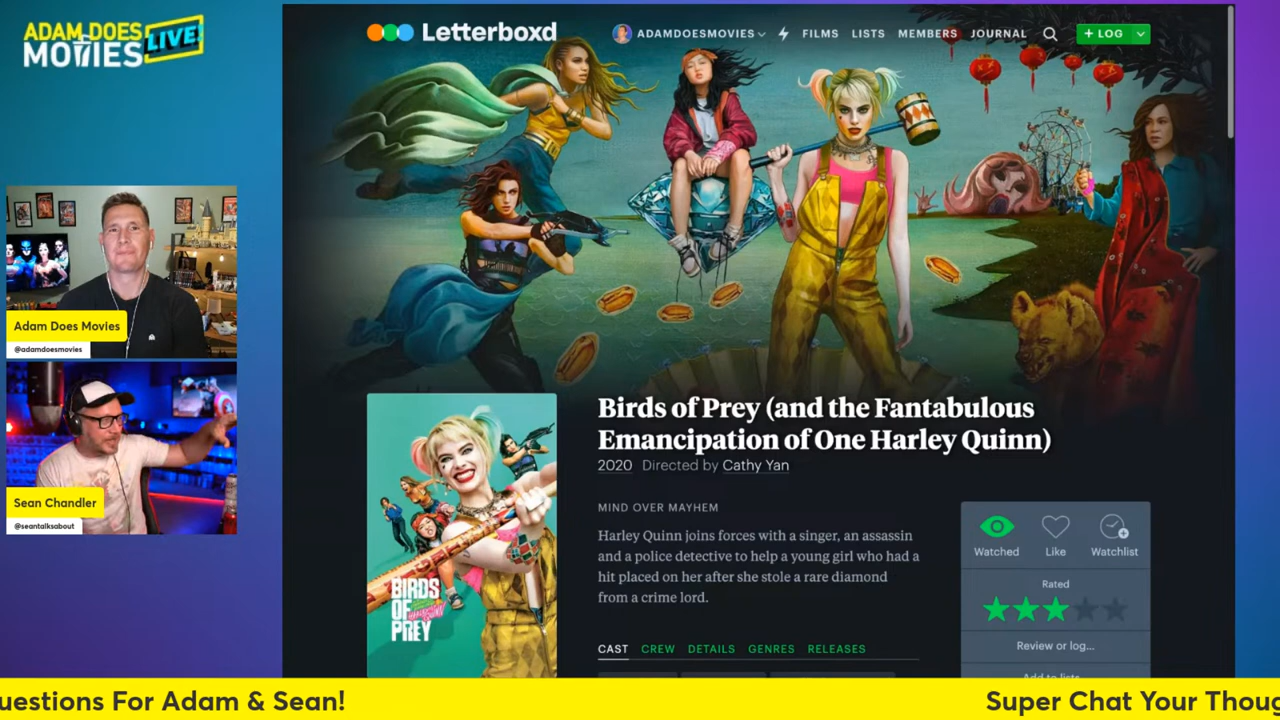 ADAM DOES
MOVIES
LIVE!
Letterboxd
ADAMDOESMOVIES
FILMS
LISTS
MEMBERS
JOURNAL
+ LOG
Adam Does Movies
@adamdoesmovies
Sean Chandler
@seantalksabout
BIRDS
OF
PREY
Birds of Prey (and the Fantabulous
Emancipation of One Harley Quinn)
2020 Directed by Cathy Yan
MIND OVER MAYHEM
Harley Quinn joins forces with a singer, an assassin
and a police detective to help a young girl who had a
hit placed on her after she stole a rare diamond
from a crime lord.
CAST CREW DETAILS GENRES RELEASES
Watched Like Watchlist
Rated
Review or log...
Add to lists
uestions For Adam & Sean!
Super Chat Your Thoug